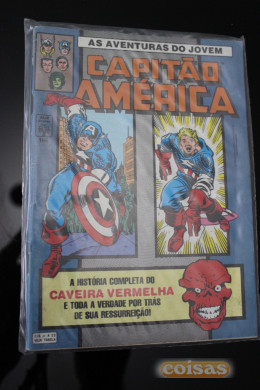 AS AVENTURAS DO JOVEM
CAPITÃO
AMÉRICA
A HISTÓRIA COMPLETA DO
CAVEIRA VERMELHA
E TODA A VERDADE POR TRÁS
DE SUA RESSURREIÇÃO!
coisas